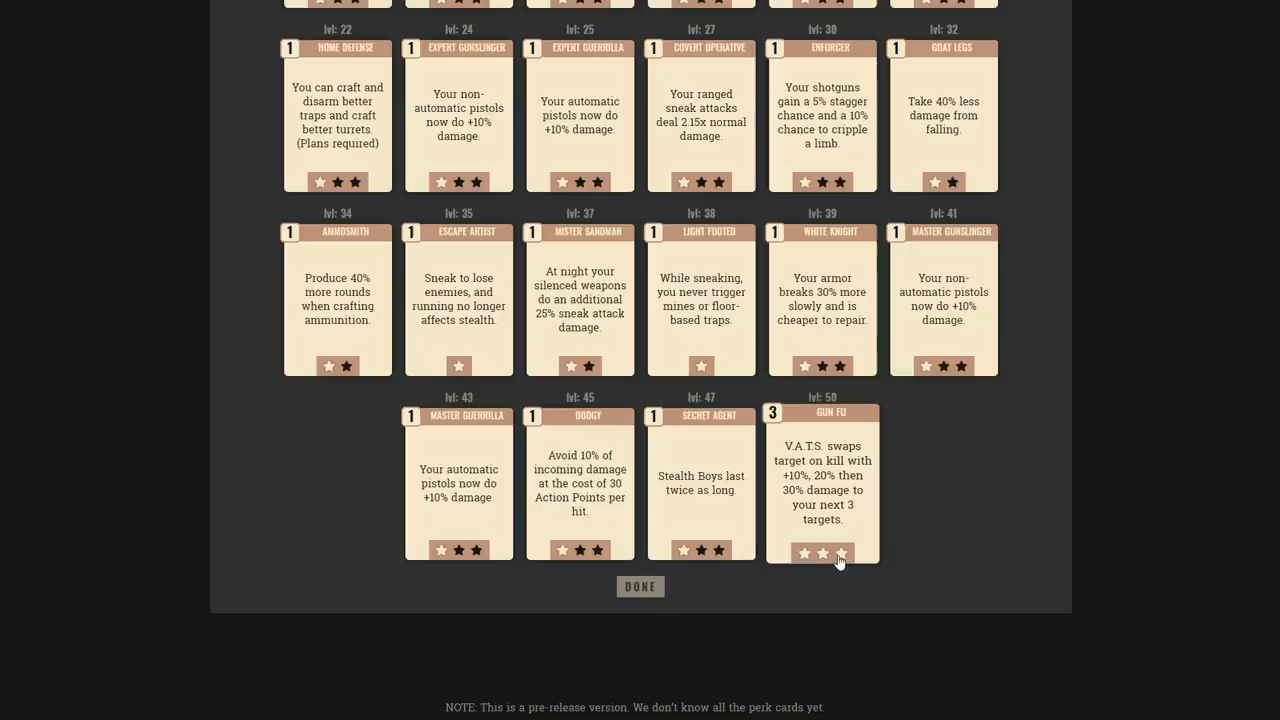 lvl: 22
lvl: 24
lvl: 25
lvl: 27
lvl: 30
lvl: 32
1 HOME DEFENSE
You can craft and
disarm better
traps and craft
better turrets.
(Plans required)
1 EXPERT GUNSLINGER
Your non-
automatic pistols
now do +10%
damage.
1 EXPERT GUERRILLA
Your automatic
pistols now do
+10% damage.
1 COVERT OPERATIVE
Your ranged
sneak attacks
deal 2.15x normal
damage.
1 ENFORCER
Your shotguns
gain a 5% stagger
chance and a 10%
chance to cripple
a limb.
1 GOAT LEGS
Take 40% less
damage from
falling.
lvl: 34
lvl: 35
lvl: 37
lvl: 38
lvl: 39
lvl: 41
1 AMMOSMITH
Produce 40%
more rounds
when crafting
ammunition.
1 ESCAPE ARTIST
Sneak to lose
enemies, and
running no longer
affects stealth.
1 MISTER SANDMAN
At night your
silenced weapons
do an additional
25% sneak attack
damage.
1 LIGHT FOOTED
While sneaking,
you never trigger
mines or floor-
based traps.
1 WHITE KNIGHT
Your armor
breaks 30% more
slowly and is
cheaper to repair.
1 MASTER GUNSLINGER
Your non-
automatic pistols
now do +10%
damage.
lvl: 43
lvl: 45
lvl: 47
lvl: 50
1 MASTER GUERRILLA
Your automatic
pistols now do
+10% damage.
1 DODGY
Avoid 10% of
incoming damage
at the cost of 30
Action Points per
hit.
1 SECRET AGENT
Stealth Boys last
twice as long.
3 GUN FU
V.A.T.S. swaps
target on kill with
+10%, 20% then
30% damage to
your next 3
targets.
DONE
NOTE: This is a pre-release version. We don't know all the perk cards yet